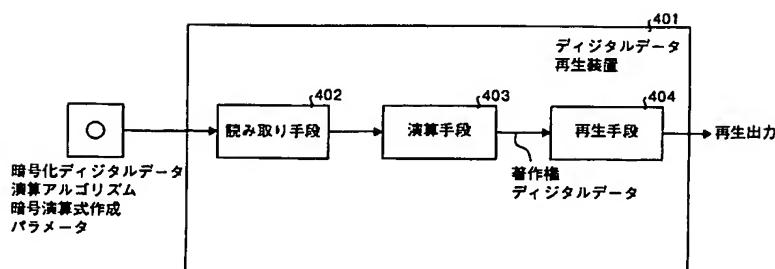 401
ディジタルデータ
再生装置
402
403
404
読み取り手段
演算手段
再生手段
再生出力
著作権
ディジタルデータ
暗号化ディジタルデータ
演算アルゴリズム
暗号演算式作成
パラメータ